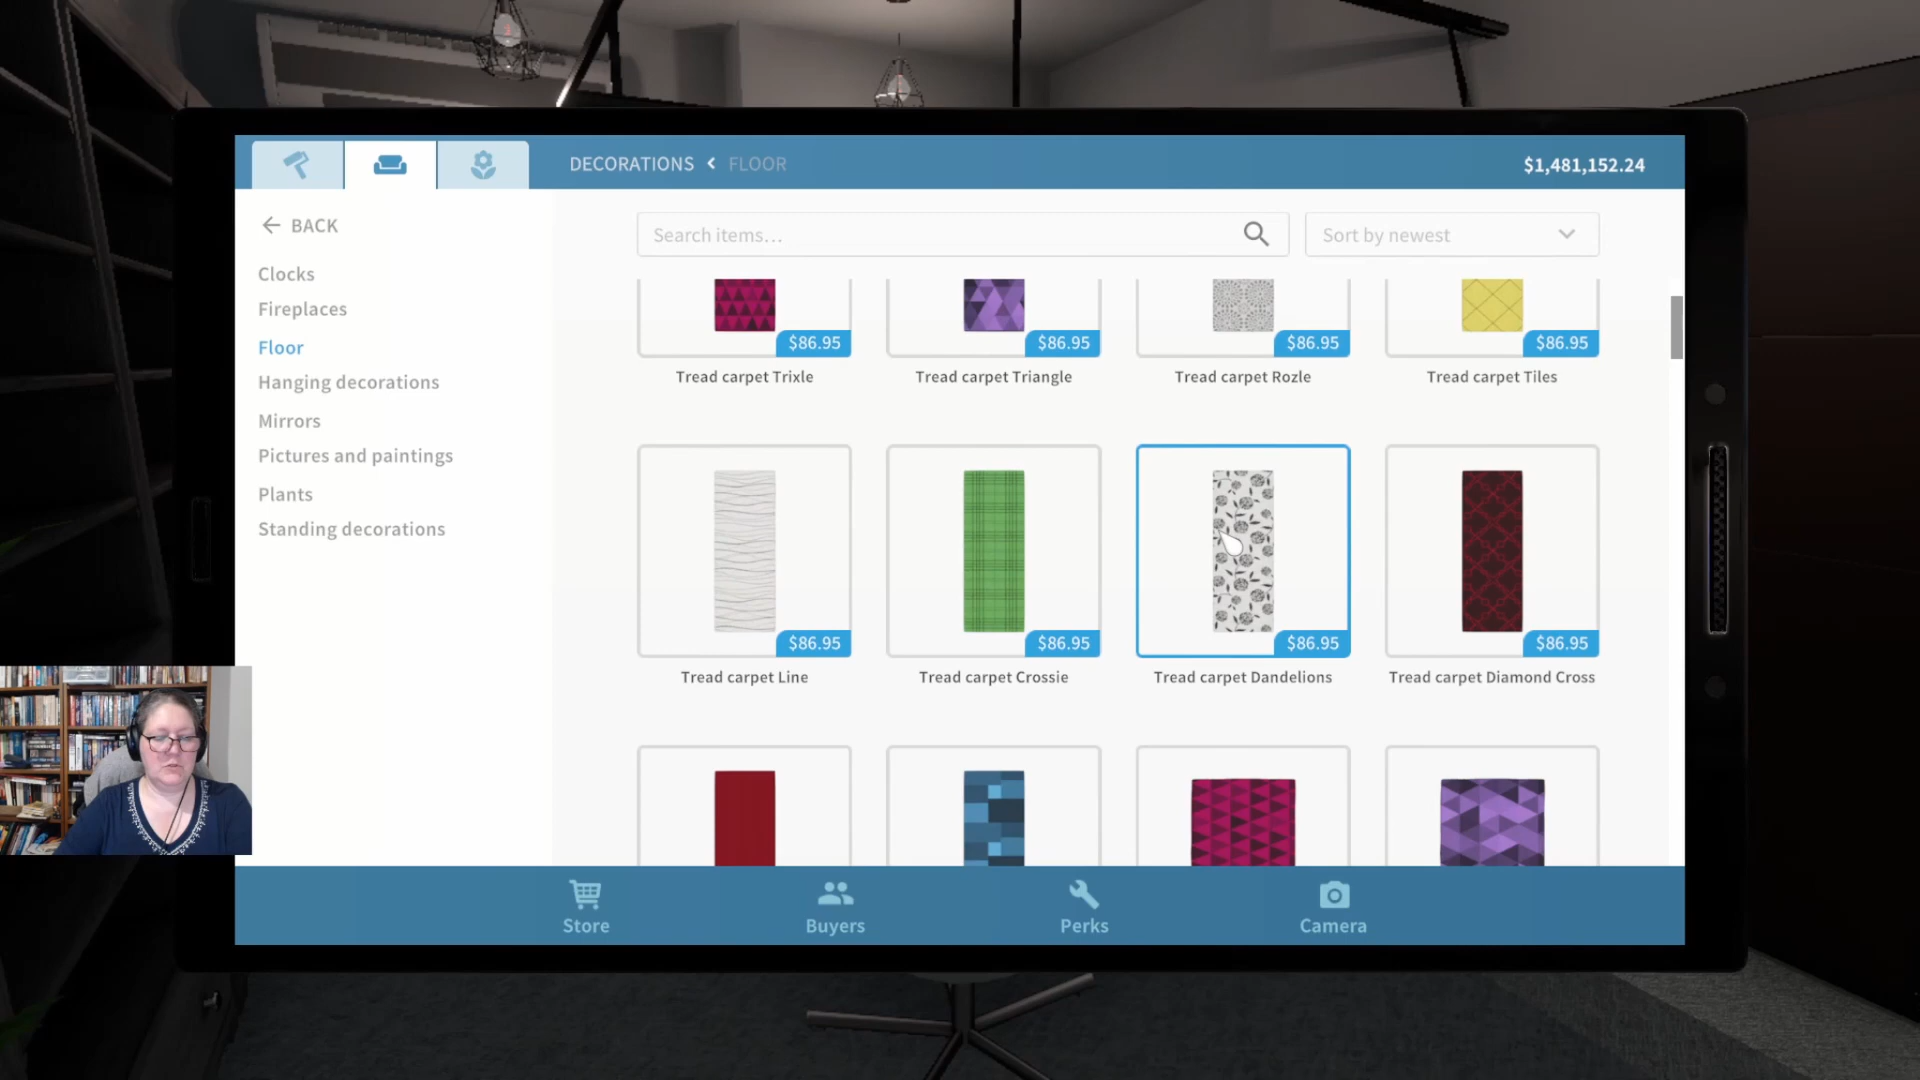 DECORATIONS < FLOOR
$1,481,152.24
BACK
Search items...
Sort by newest
Clocks
Fireplaces
Floor
Hanging decorations
Mirrors
Pictures and paintings
Plants
Standing decorations
$86.95
$86.95
$86.95
$86.95
Tread carpet Trixle
Tread carpet Triangle
Tread carpet Rozle
Tread carpet Tiles
$86.95
$86.95
$86.95
$86.95
Tread carpet Line
Tread carpet Crossie
Tread carpet Dandelions
Tread carpet Diamond Cross
Store
Buyers
Perks
Camera